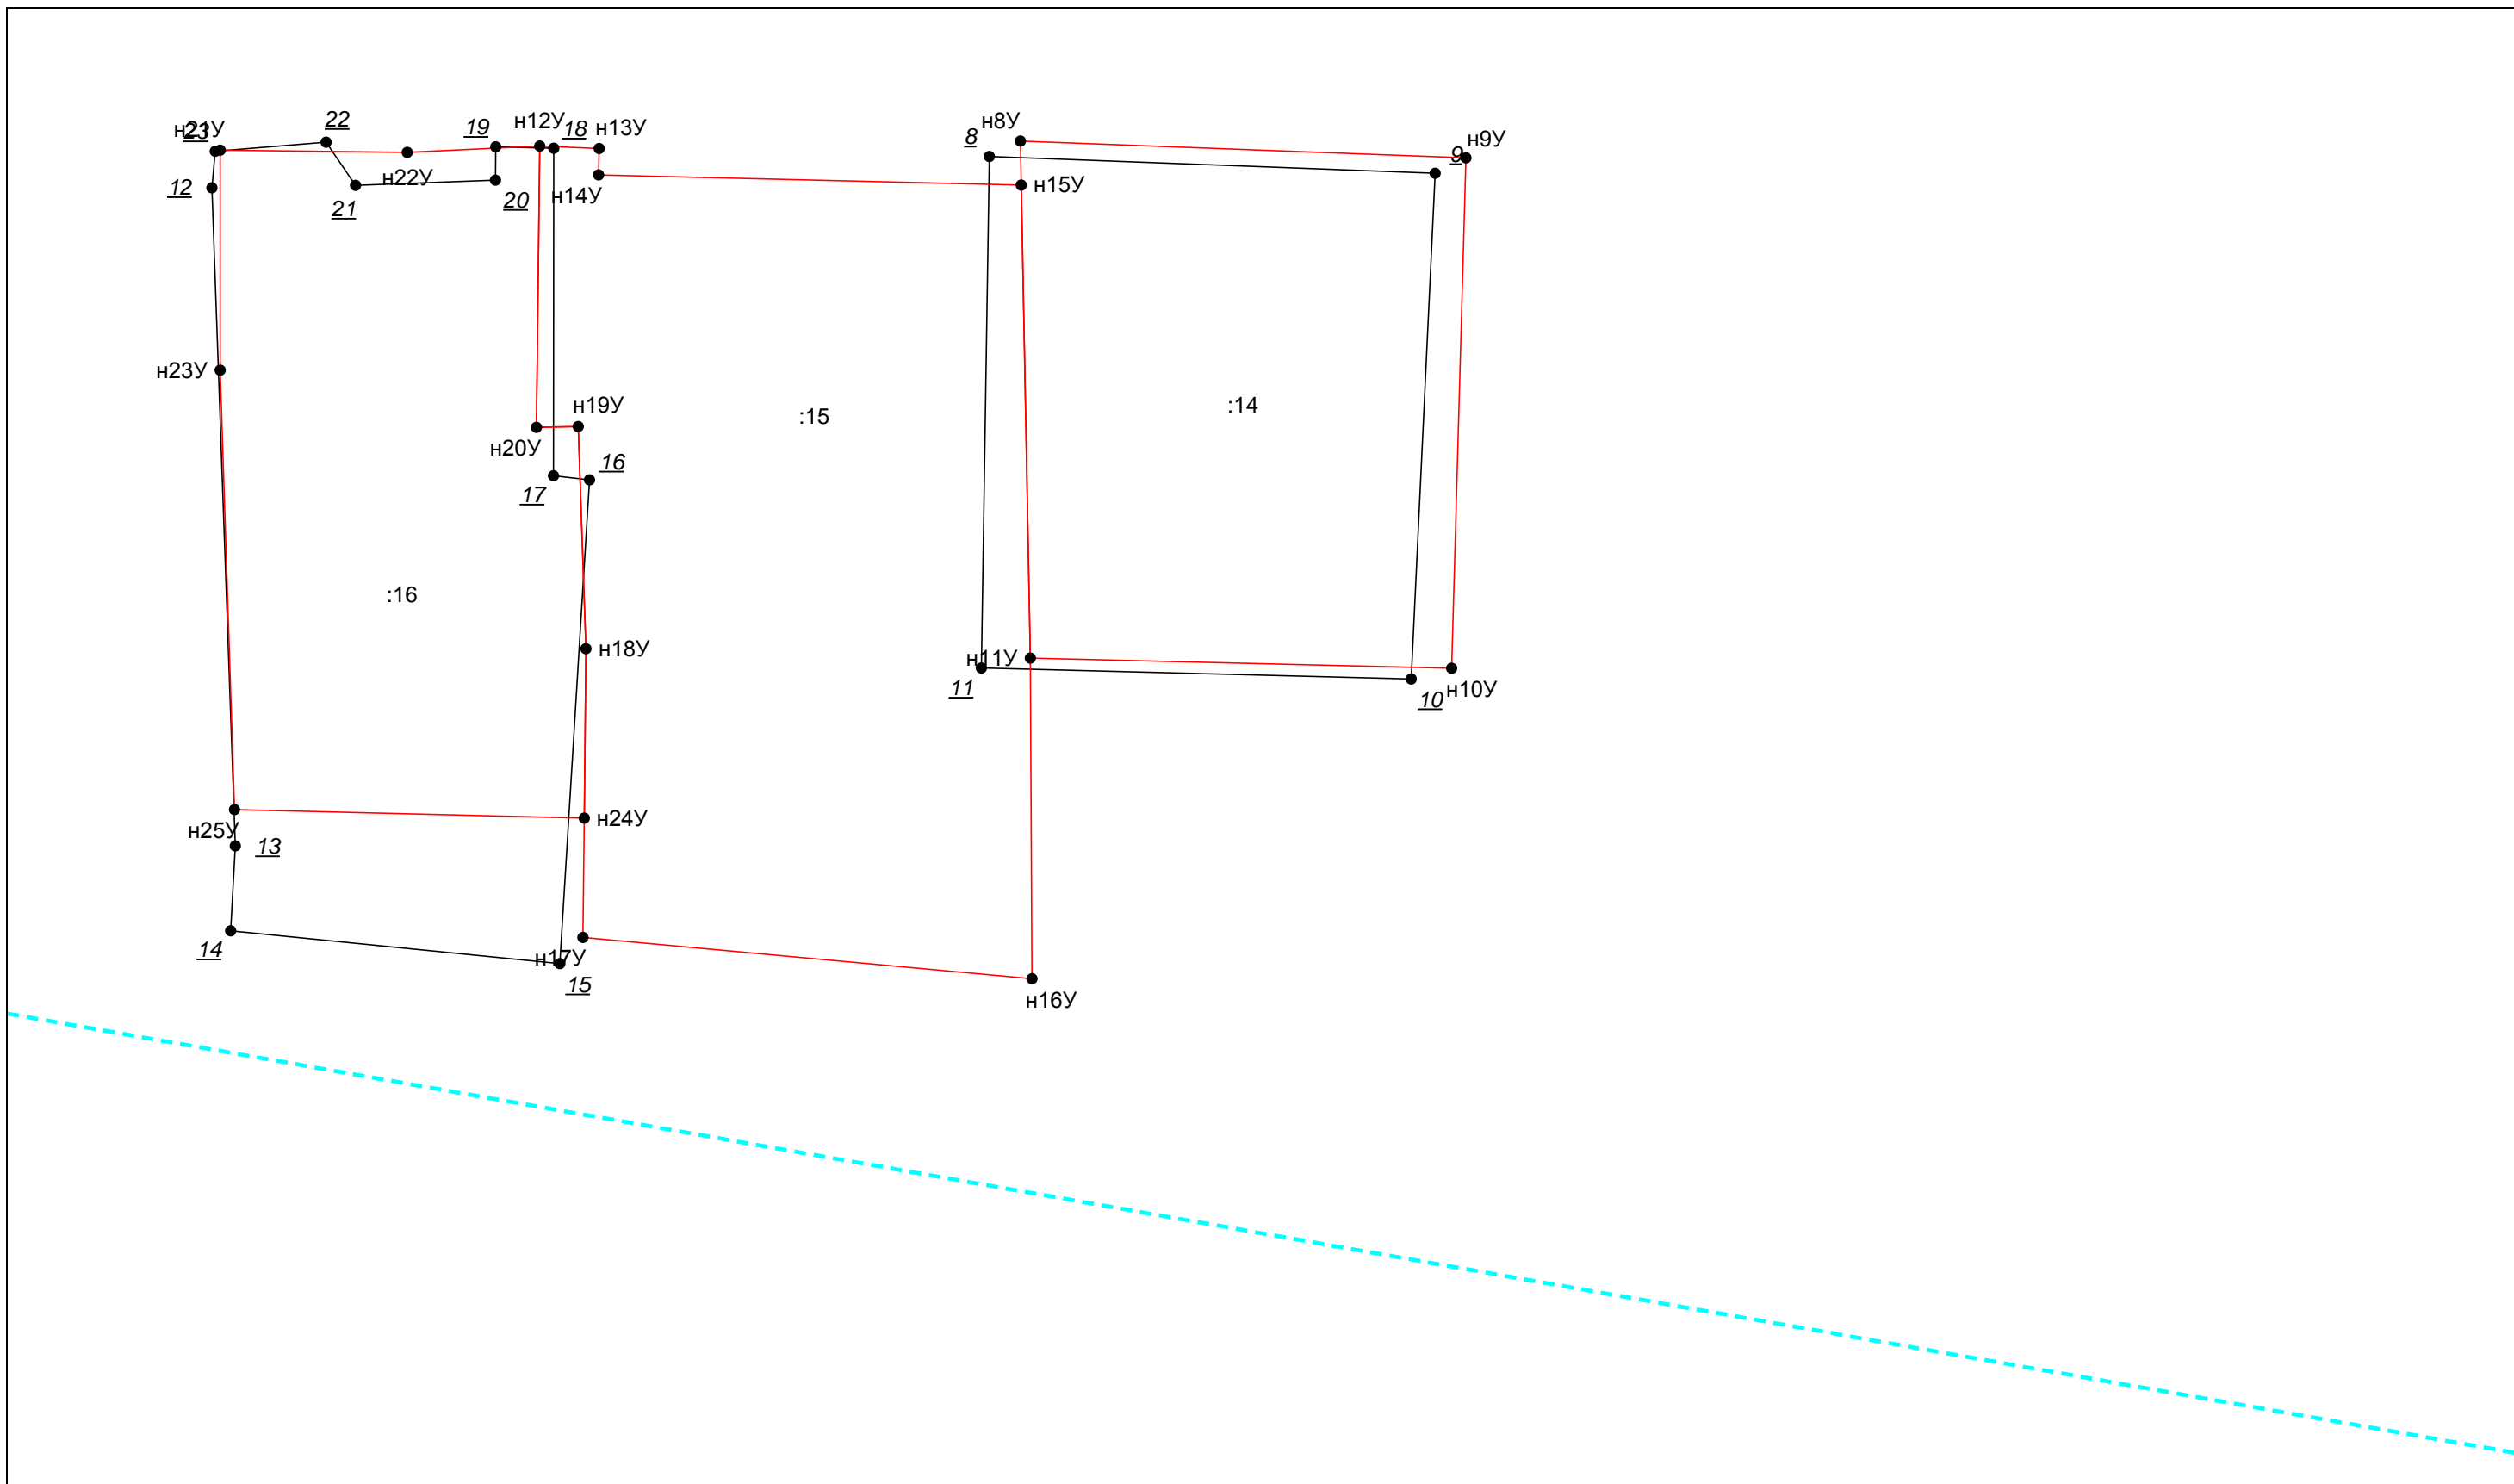 22
19
н12У
18
н13У
н21У
23
8
н8У
н9У
9
12
н22У
21
20
н14У
н15У
н23У
н19У
:15
:14
н20У
16
17
:16
н18У
н11У
11
10
н10У
н25У
13
н24У
14
н17У
15
н16У